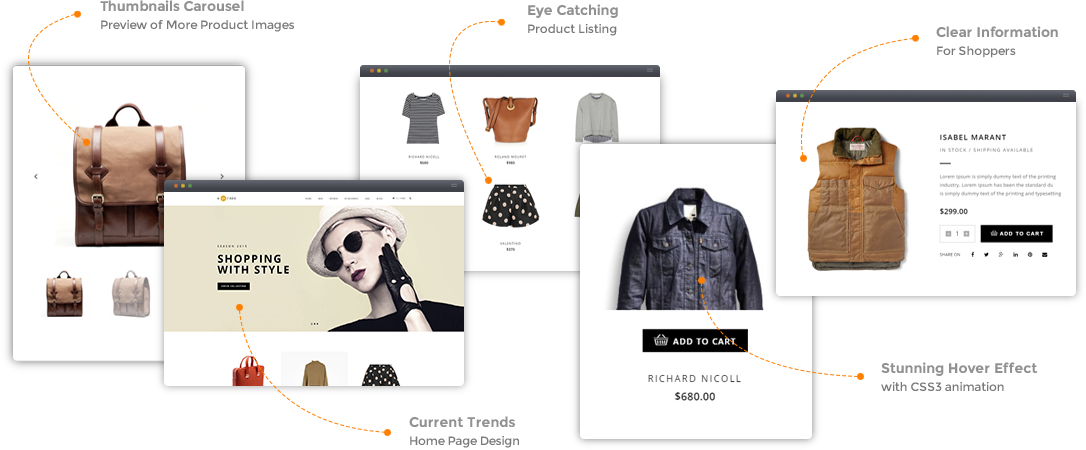 Thumbnails Carousel
Preview of More Product Images
Eye Catching
Product Listing
Clear Information
For Shoppers
RICHARD NICOLL
$680
ROLAND MOURET
$980
VALENTINO
$375
SEASON 2015
SHOPPING
WITH STYLE
ISABEL MARANT
IN STOCK / SHIPPING AVAILABLE
Lorem ipsum is simply dummy text of the printing
industry. Lorem Ipsum has been the standard du
is simply dummy text of the printing and typesetting
$299.00
1
ADD TO CART
SHARE ON
ADD TO CART
RICHARD NICOLL
$680.00
Stunning Hover Effect
with CSS3 animation
Current Trends
Home Page Design